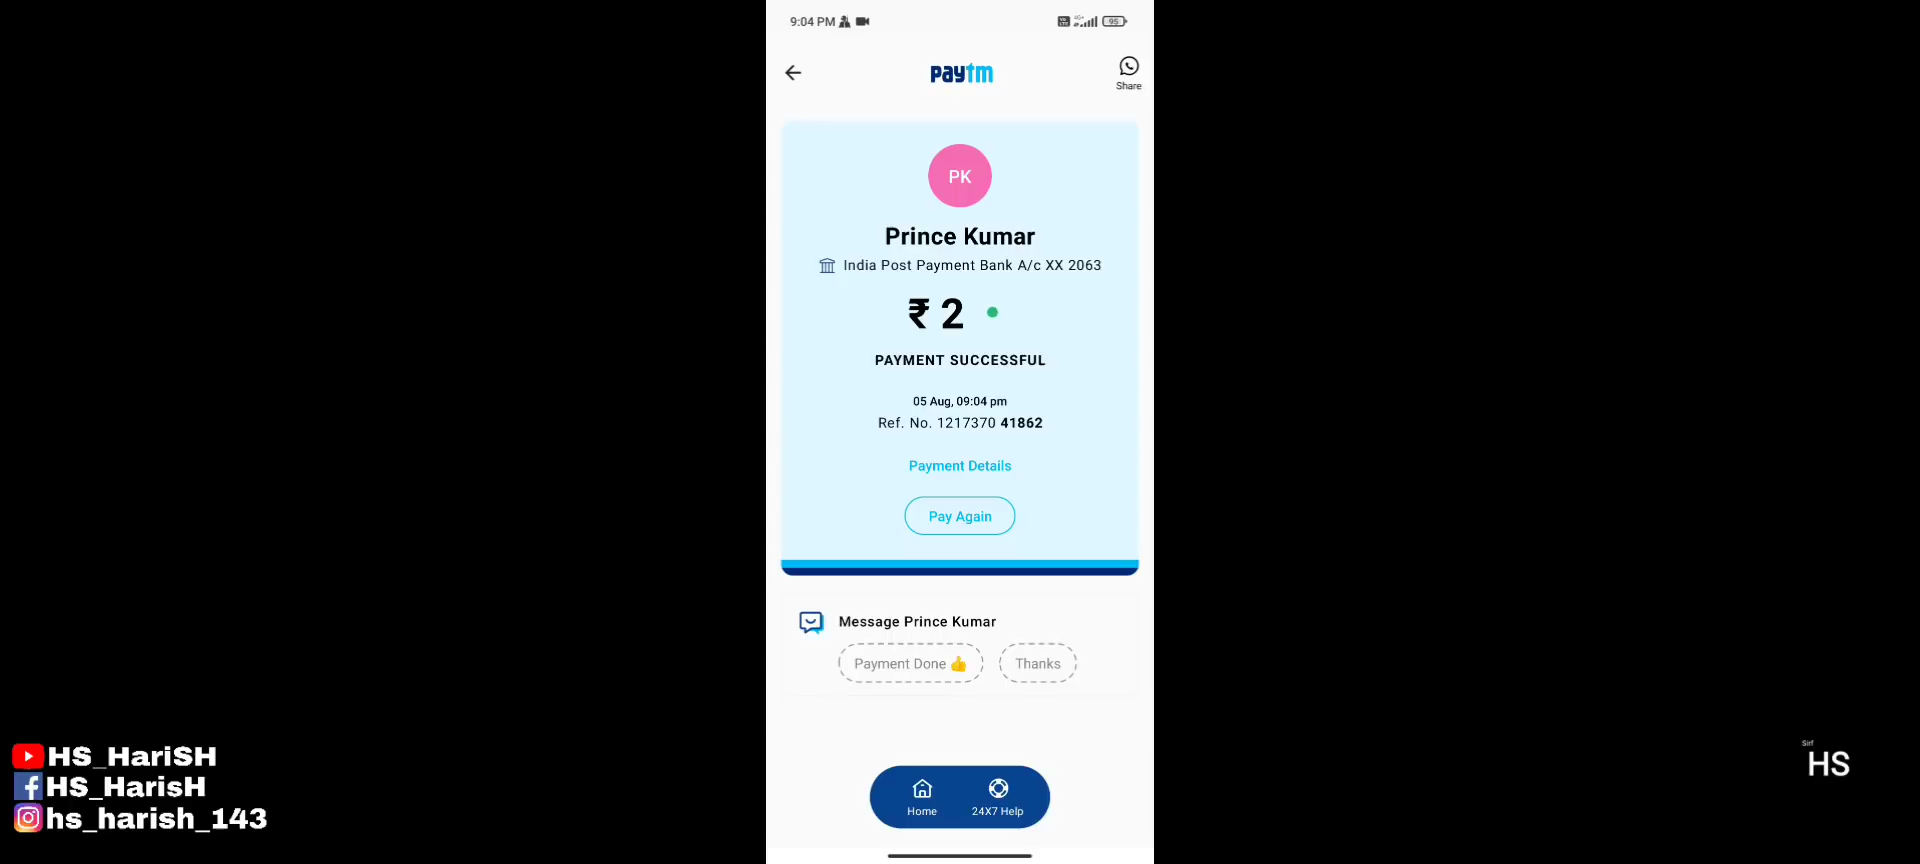 9:04 PM
95
paytm
Share
PK
Prince Kumar
India Post Payment Bank A/c XX 2063
₹ 2
PAYMENT SUCCESSFUL
05 Aug, 09:04 pm
Ref. No. 1217370 41862
Payment Details
Pay Again
Message Prince Kumar
Payment Done 👍
Thanks
Home
24X7 Help
HS_HariSH
HS_HarisH
hs_harish_143
Sirf
HS